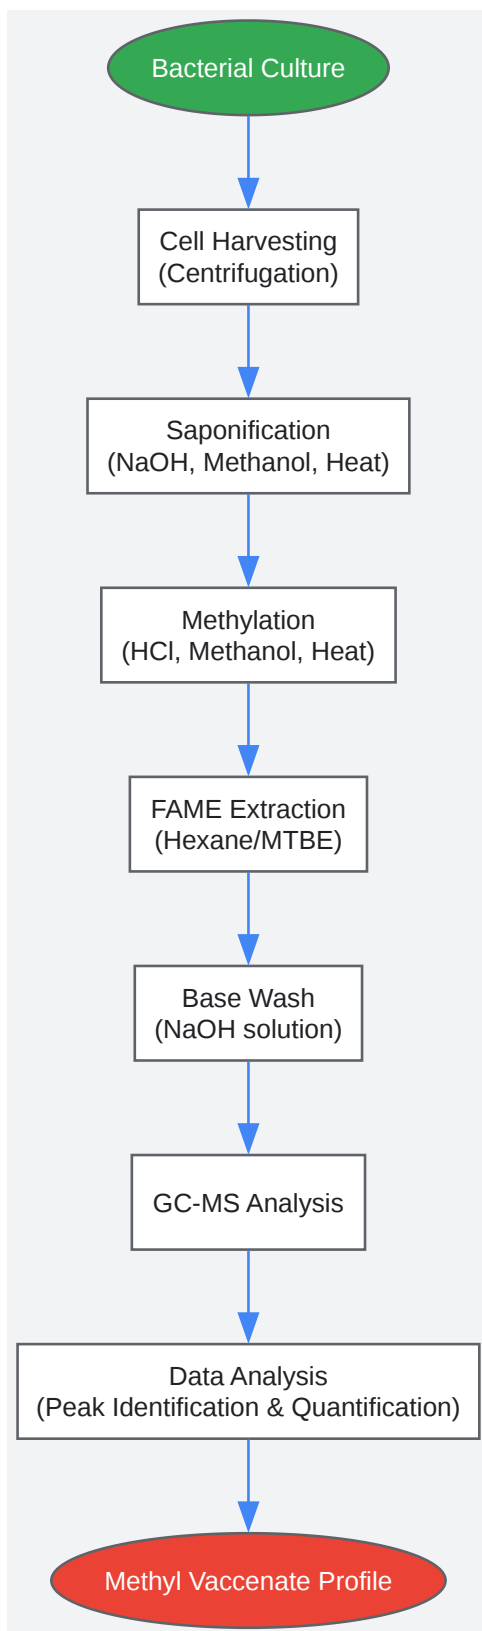 Bacterial Culture
Cell Harvesting
(Centrifugation)
Saponification
(NaOH, Methanol, Heat)
Methylation
(HCl, Methanol, Heat)
FAME Extraction
(Hexane/MTBE)
Base Wash
(NaOH solution)
GC-MS Analysis
Data Analysis
(Peak Identification & Quantification)
Methyl Vaccenate Profile